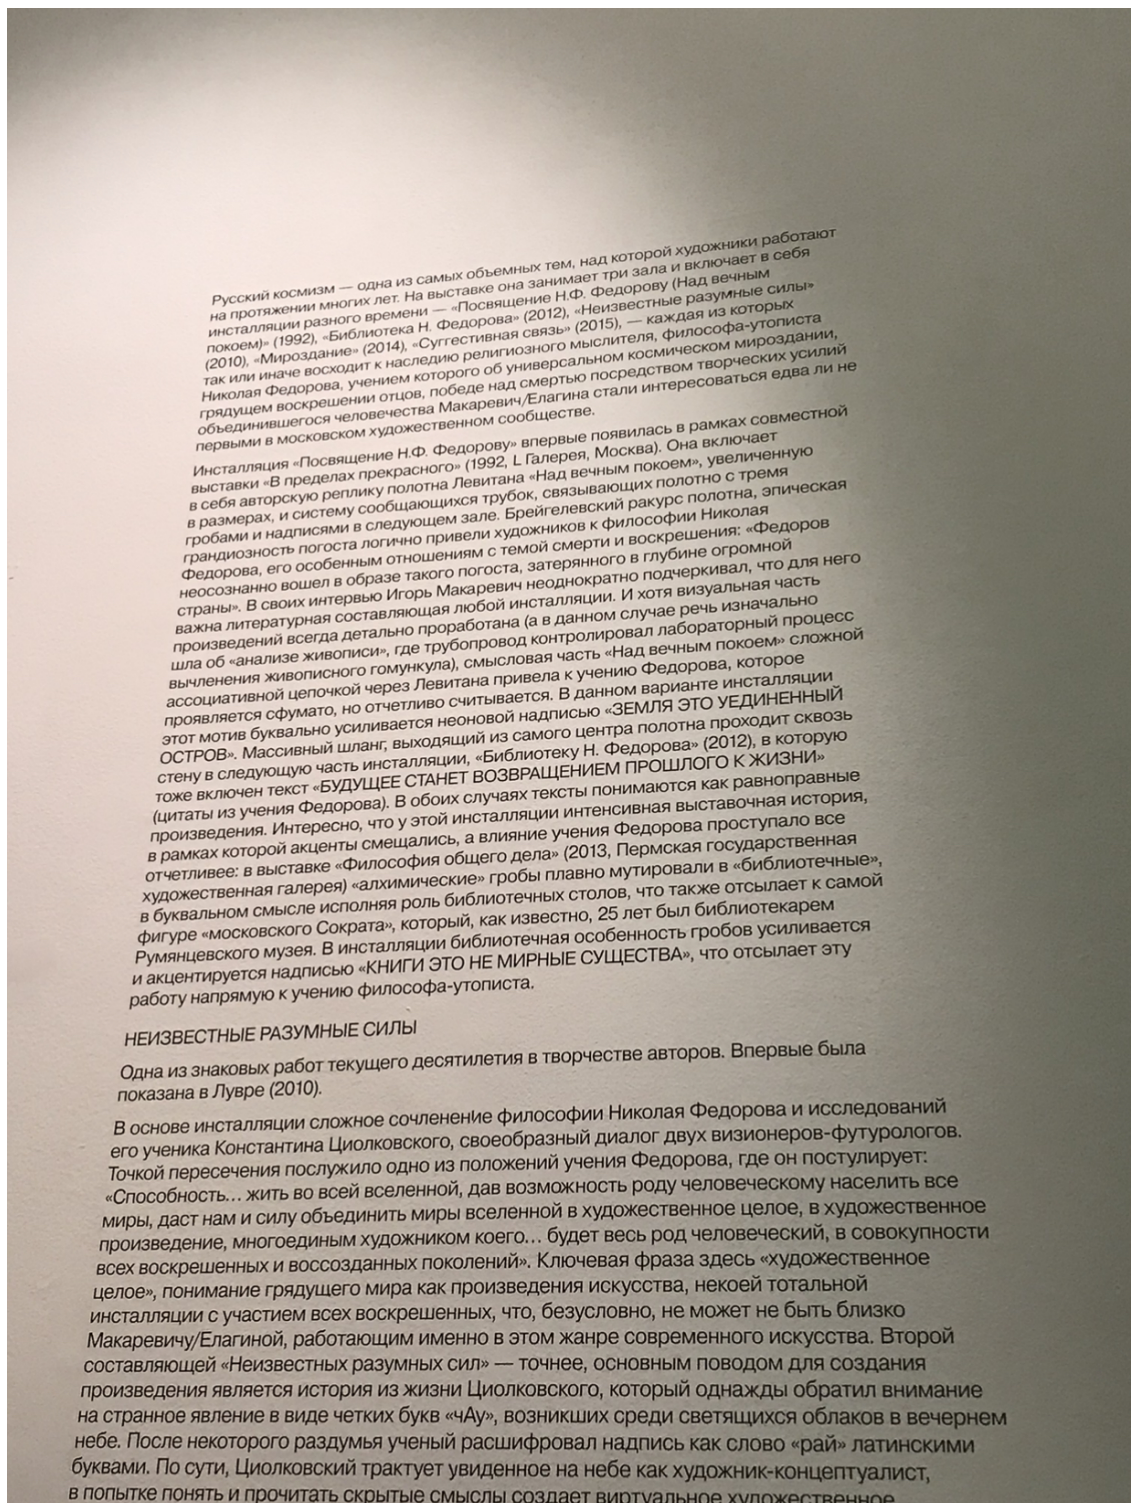 Русский космизм — одна из самых объемных тем, над которой художники работают
на протяжении многих лет. На выставке она занимает три зала и включает в себя
инсталляции разного времени — «Посвящение Н.Ф. Федорову (Над вечным
покоем)» (1992), «Библиотека Н. Федорова» (2012), «Неизвестные разумные силы»
(2010), «Мироздание» (2014), «Суггестивная связь» (2015), — каждая из которых
так или иначе восходит к наследию религиозного мыслителя, философа-утописта
Николая Федорова, учением которого об универсальном космическом мироздании,
грядущем воскрешении отцов, победе над смертью посредством творческих усилий
объединившегося человечества Макаревич/Елагина стали интересоваться едва ли не
первыми в московском художественном сообществе.
Инсталляция «Посвящение Н.Ф. Федорову» впервые появилась в рамках совместной
выставки «В пределах прекрасного» (1992, L Галерея, Москва). Она включает
в себя авторскую реплику полотна Левитана «Над вечным покоем», увеличенную
в размерах, и систему сообщающихся трубок, связывающих полотно с тремя
гробами и надписями в следующем зале. Брейгелевский ракурс полотна, эпическая
грандиозность погоста логично привели художников к философии Николая
Федорова, его особенным отношениям с темой смерти и воскрешения: «Федоров
неосознанно вошел в образе такого погоста, затерянного в глубине огромной
страны». В своих интервью Игорь Макаревич неоднократно подчеркивал, что для него
важна литературная составляющая любой инсталляции. И хотя визуальная часть
произведений всегда детально проработана (а в данном случае речь изначально
шла об «анализе живописи», где трубопровод контролировал лабораторный процесс
вычленения живописного гомункула), смысловая часть «Над вечным покоем» сложной
ассоциативной цепочкой через Левитана привела к учению Федорова, которое
проявляется сфумато, но отчетливо считывается. В данном варианте инсталляции
этот мотив буквально усиливается неоновой надписью «ЗЕМЛЯ ЭТО УЕДИНЕННЫЙ
ОСТРОВ». Массивный шланг, выходящий из самого центра полотна проходит сквозь
стену в следующую часть инсталляции, «Библиотеку Н. Федорова» (2012), в которую
тоже включен текст «БУДУЩЕЕ СТАНЕТ ВОЗВРАЩЕНИЕМ ПРОШЛОГО К ЖИЗНИ»
(цитаты из учения Федорова). В обоих случаях тексты понимаются как равноправные
произведения. Интересно, что у этой инсталляции интенсивная выставочная история,
в рамках которой акценты смещались, а влияние учения Федорова проступало все
отчетливее: в выставке «Философия общего дела» (2013, Пермская государственная
художественная галерея) «алхимические» гробы плавно мутировали в «библиотечные»,
в буквальном смысле исполняя роль библиотечных столов, что также отсылает к самой
фигуре «московского Сократа», который, как известно, 25 лет был библиотекарем
Румянцевского музея. В инсталляции библиотечная особенность гробов усиливается
и акцентируется надписью «КНИГИ ЭТО НЕ МИРНЫЕ СУЩЕСТВА», что отсылает эту
работу напрямую к учению философа-утописта.
НЕИЗВЕСТНЫЕ РАЗУМНЫЕ СИЛЫ
Одна из знаковых работ текущего десятилетия в творчестве авторов. Впервые была
показана в Лувре (2010).
В основе инсталляции сложное сочленение философии Николая Федорова и исследований
его ученика Константина Циолковского, своеобразный диалог двух визионеров-футурологов.
Точкой пересечения послужило одно из положений учения Федорова, где он постулирует:
«Способность... жить во всей вселенной, дав возможность роду человеческому населить все
миры, даст нам и силу объединить миры вселенной в художественное целое, в художественное
произведение, многоединым художником коего... будет весь род человеческий, в совокупности
всех воскрешенных и воссозданных поколений». Ключевая фраза здесь «художественное
целое», понимание грядущего мира как произведения искусства, некоей тотальной
инсталляции с участием всех воскрешенных, что, безусловно, не может не быть близко
Макаревичу/Елагиной, работающим именно в этом жанре современного искусства. Второй
составляющей «Неизвестных разумных сил» — точнее, основным поводом для создания
произведения является история из жизни Циолковского, который однажды обратил внимание
на странное явление в виде четких букв «чАу», возникших среди светящихся облаков в вечернем
небе. После некоторого раздумья ученый расшифровал надпись как слово «рай» латинскими
буквами. По сути, Циолковский трактует увиденное на небе как художник-концептуалист,
в попытке понять и прочитать скрытые смыслы создает виртуальное художественное